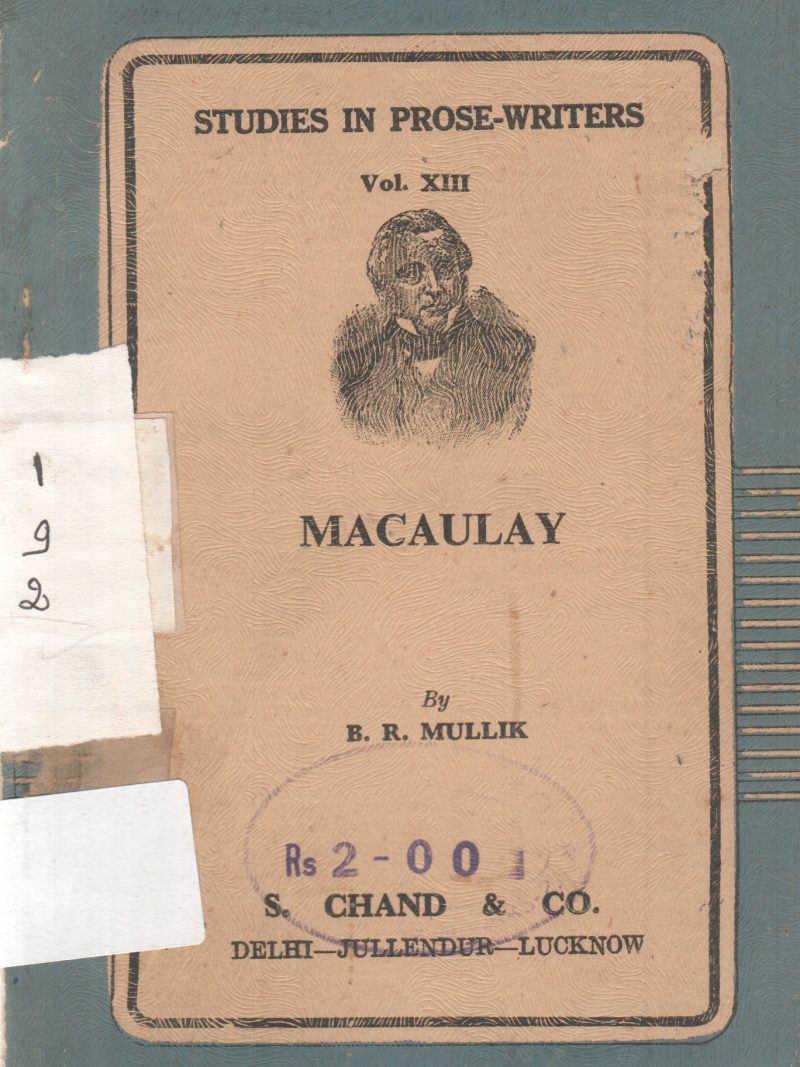 STUDIES IN PROSE-WRITERS
Vol. XIII
MACAULAY
By
B. R. MULLIK
Rs 2-00
S. CHAND & CO.
DELHI—JULLENDUR—LUCKNOW
1
9
2